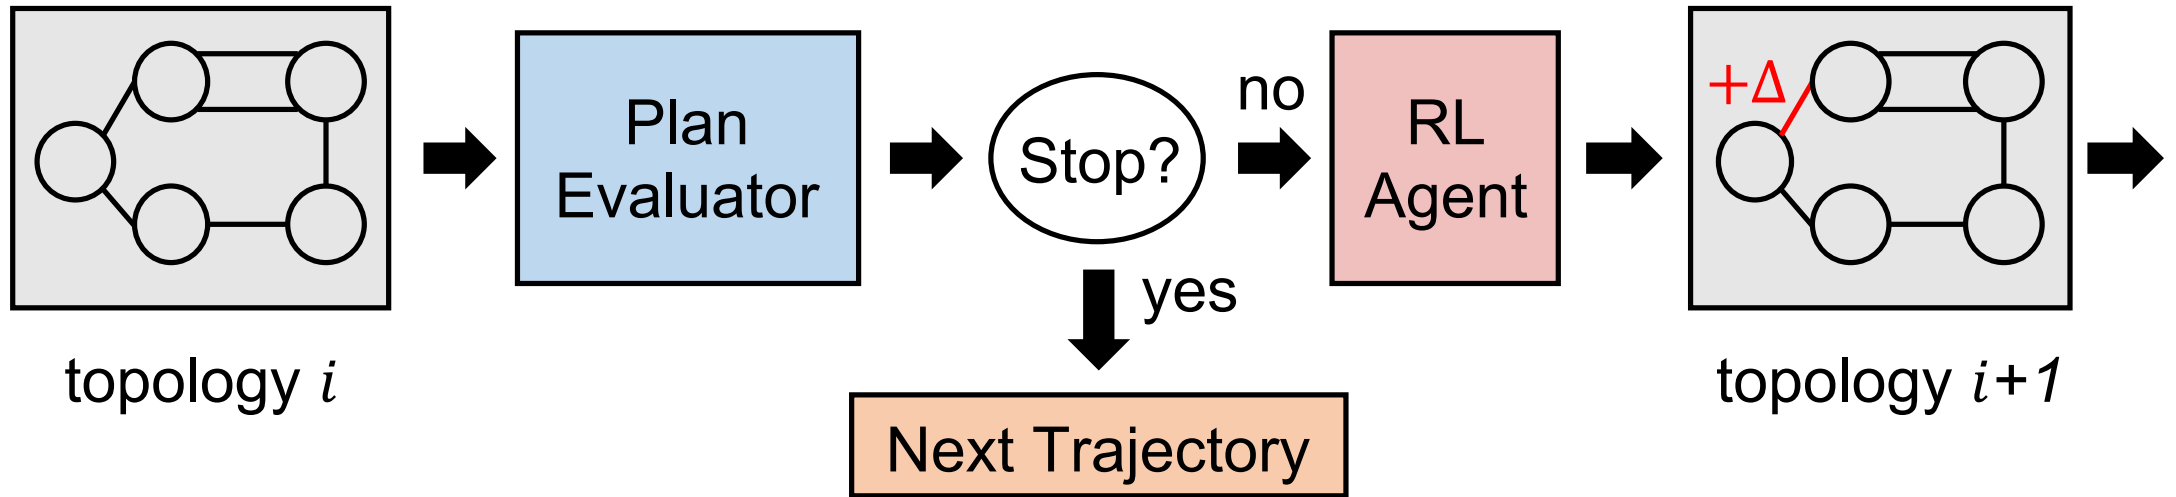 Plan
Evaluator
Stop?
no
yes
RL
Agent
+Δ
topology i
topology i+1
Next Trajectory